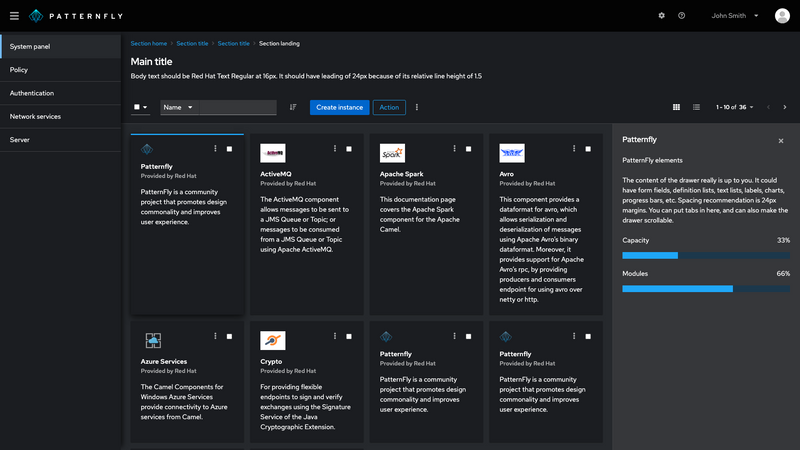 PATTERNFLY
John Smith
System panel
Policy
Authentication
Network services
Server
Section home > Section title > Section title > Section landing
Main title
Body text should be Red Hat Text Regular at 16px. It should have leading of 24px because of its relative line height of 1.5
Name
Create instance
Action
1 - 10 of 36
Patternfly
Provided by Red Hat
PatternFly is a community
project that promotes design
commonality and improves
user experience.
ActiveMQ
ActiveMQ
Provided by Red Hat
The ActiveMQ component
allows messages to be sent to
a JMS Queue or Topic; or
messages to be consumed
from a JMS Queue or Topic
using Apache ActiveMQ.
Spark
Apache Spark
Provided by Red Hat
This documentation page
covers the Apache Spark
component for the Apache
Camel.
Avro
Provided by Red Hat
This component provides a
dataformat for avro, which
allows serialization and
deserialization of messages
using Apache Avro's binary
dataformat. Moreover, it
provides support for Apache
Avro's rpc, by providing
producers and consumers
endpoint for using avro over
netty or http.
Azure Services
Provided by Red Hat
The Camel Components for
Windows Azure Services
provide connectivity to Azure
services from Camel.
Crypto
Provided by Red Hat
For providing flexible
endpoints to sign and verify
exchanges using the Signature
Service of the Java
Cryptographic Extension.
Patternfly
Provided by Red Hat
PatternFly is a community
project that promotes design
commonality and improves
user experience.
Patternfly
Provided by Red Hat
PatternFly is a community
project that promotes design
commonality and improves
user experience.
Patternfly
PatternFly elements
The content of the drawer really is up to you. It could
have form fields, definition lists, text lists, labels, charts,
progress bars, etc. Spacing recommendation is 24px
margins. You can put tabs in here, and can also make the
drawer scrollable.
Capacity 33%
Modules 66%